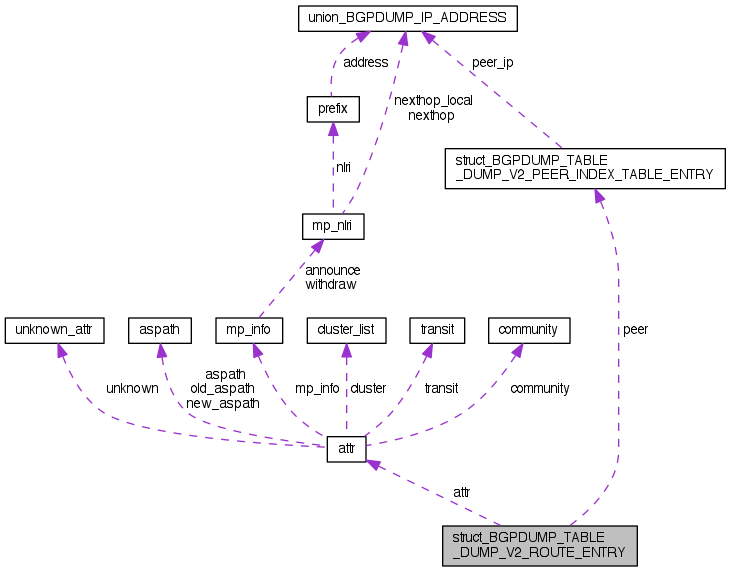 union_BGPDUMP_IP_ADDRESS
address
peer_ip
prefix
nexthop_local
nexthop
struct_BGPDUMP_TABLE
_DUMP_V2_PEER_INDEX_TABLE_ENTRY
nlri
mp_nlri
announce
withdraw
unknown_attr
aspath
mp_info
cluster_list
transit
community
peer
unknown
aspath
old_aspath
new_aspath
mp_info
cluster
transit
community
attr
attr
struct_BGPDUMP_TABLE
_DUMP_V2_ROUTE_ENTRY